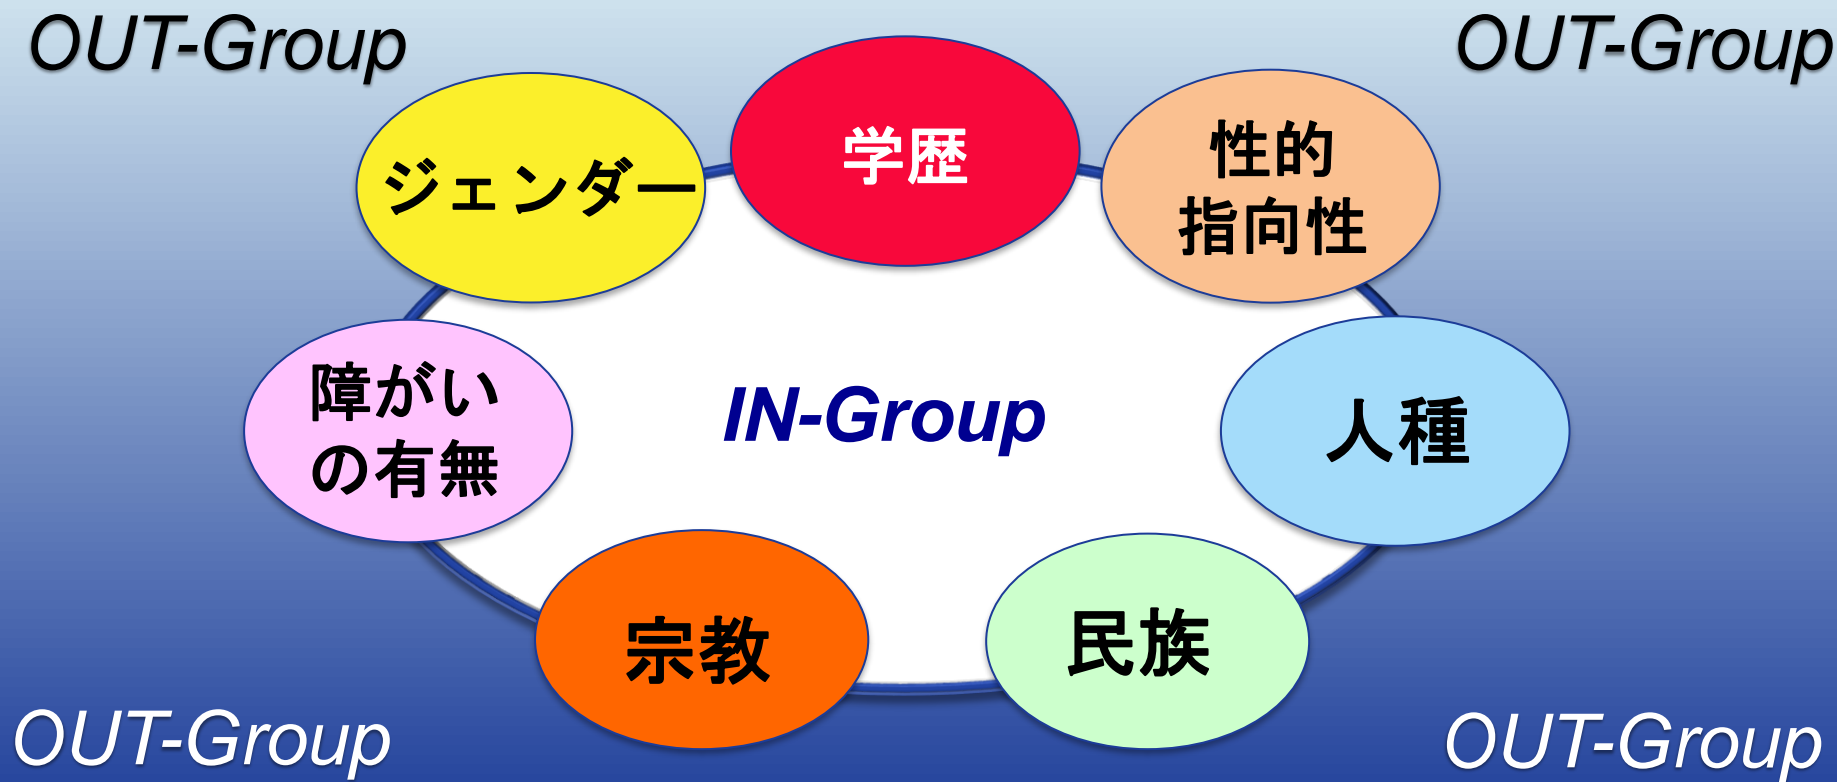 OUT-Group
OUT-Group
ジェンダー
学歴
性的
指向性
障がい
の有無
IN-Group
人種
宗教
民族
OUT-Group
OUT-Group